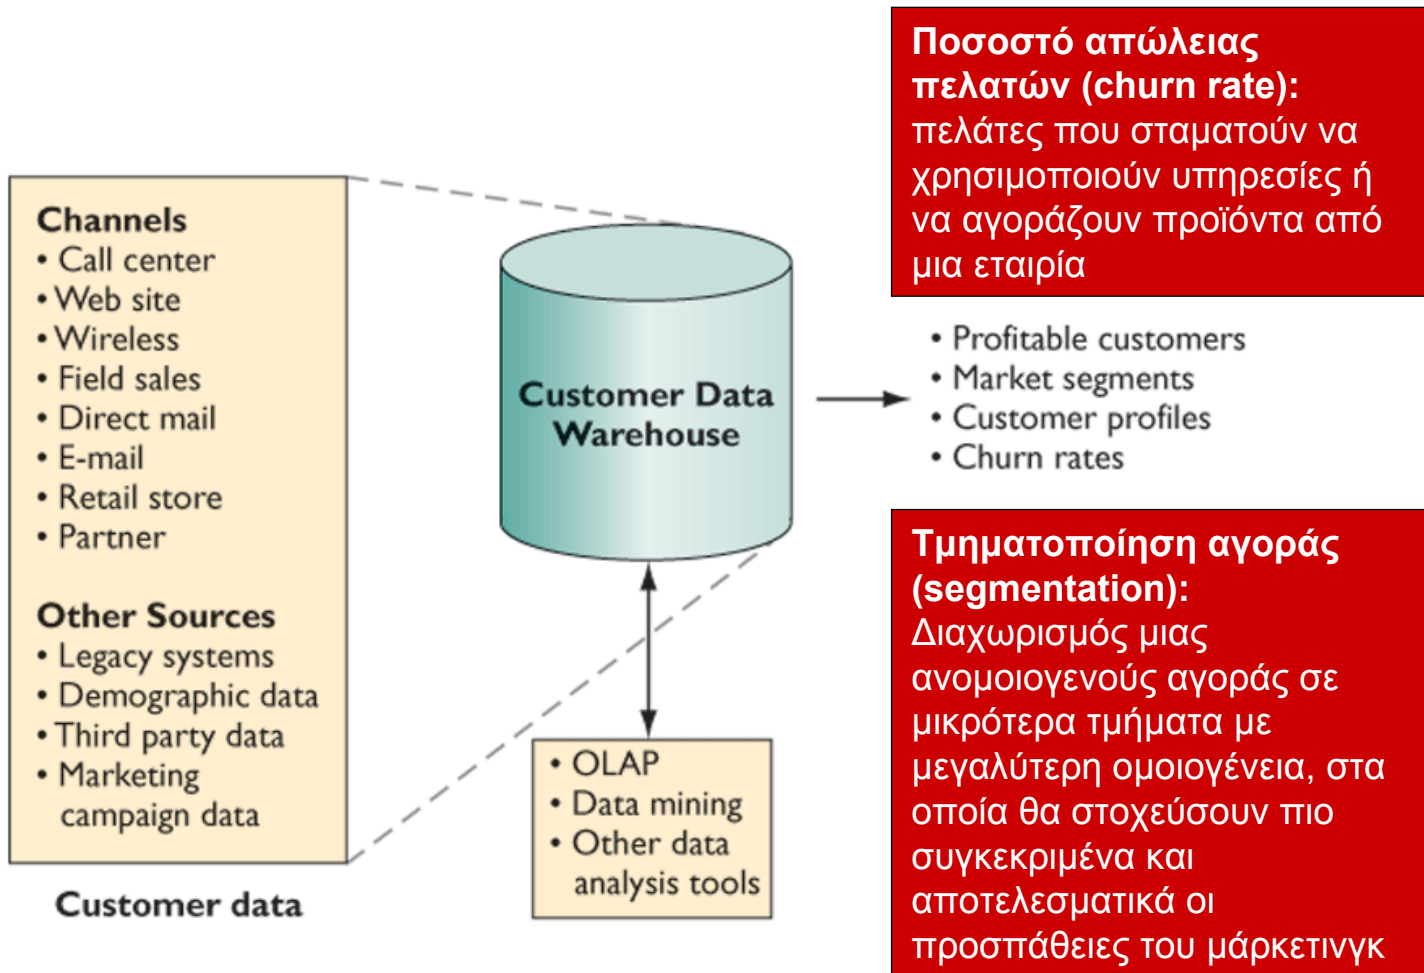 Channels
• Call center
• Web site
• Wireless
• Field sales
• Direct mail
• E-mail
• Retail store
• Partner
Other Sources
• Legacy systems
• Demographic data
• Third party data
• Marketing
campaign data
Customer data
Customer Data
Warehouse
• OLAP
• Data mining
• Other data
analysis tools
Ποσοστό απώλειας
πελατών (churn rate):
πελάτες που σταματούν να
χρησιμοποιούν υπηρεσίες ή
να αγοράζουν προϊόντα από
μια εταιρία
• Profitable customers
• Market segments
• Customer profiles
• Churn rates
Τμηματοποίηση αγοράς
(segmentation):
Διαχωρισμός μιας
ανομοιογενούς αγοράς σε
μικρότερα τμήματα με
μεγαλύτερη ομοιογένεια, στα
οποία θα στοχεύσουν πιο
συγκεκριμένα και
αποτελεσματικά οι
προσπάθειες του μάρκετινγκ